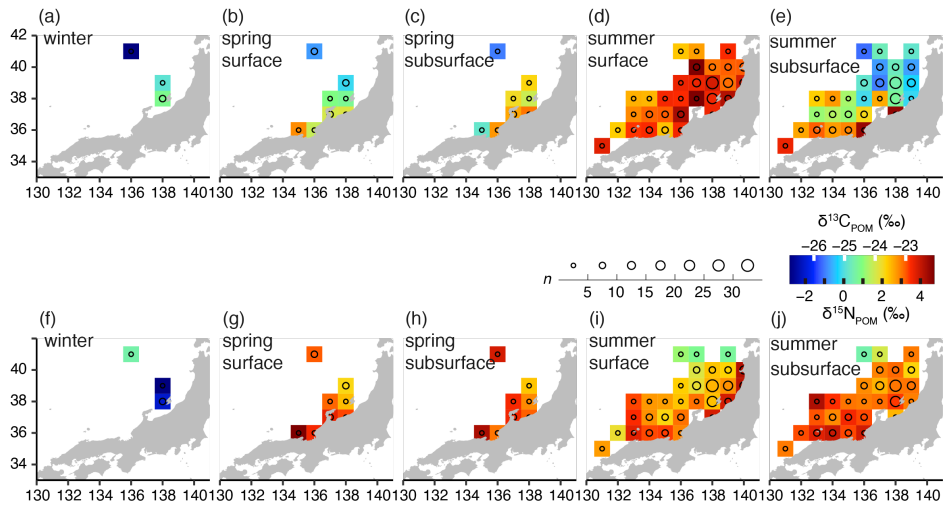 (a) (b) (c) (d) (e)
winter spring surface spring subsurface summer surface summer subsurface
42
40
38
36
34
33
130 132 134 136 138 140 130 132 134 136 138 140 130 132 134 136 138 140 130 132 134 136 138 140 130 132 134 136 138 140
δ¹³C_POM (‰)
−26 −25 −24 −23
n
5 10 15 20 25 30
−2 0 2 4
δ¹⁵N_POM (‰)
(f) (g) (h) (i) (j)
winter spring surface spring subsurface summer surface summer subsurface
42
40
38
36
34
33
130 132 134 136 138 140 130 132 134 136 138 140 130 132 134 136 138 140 130 132 134 136 138 140 130 132 134 136 138 140